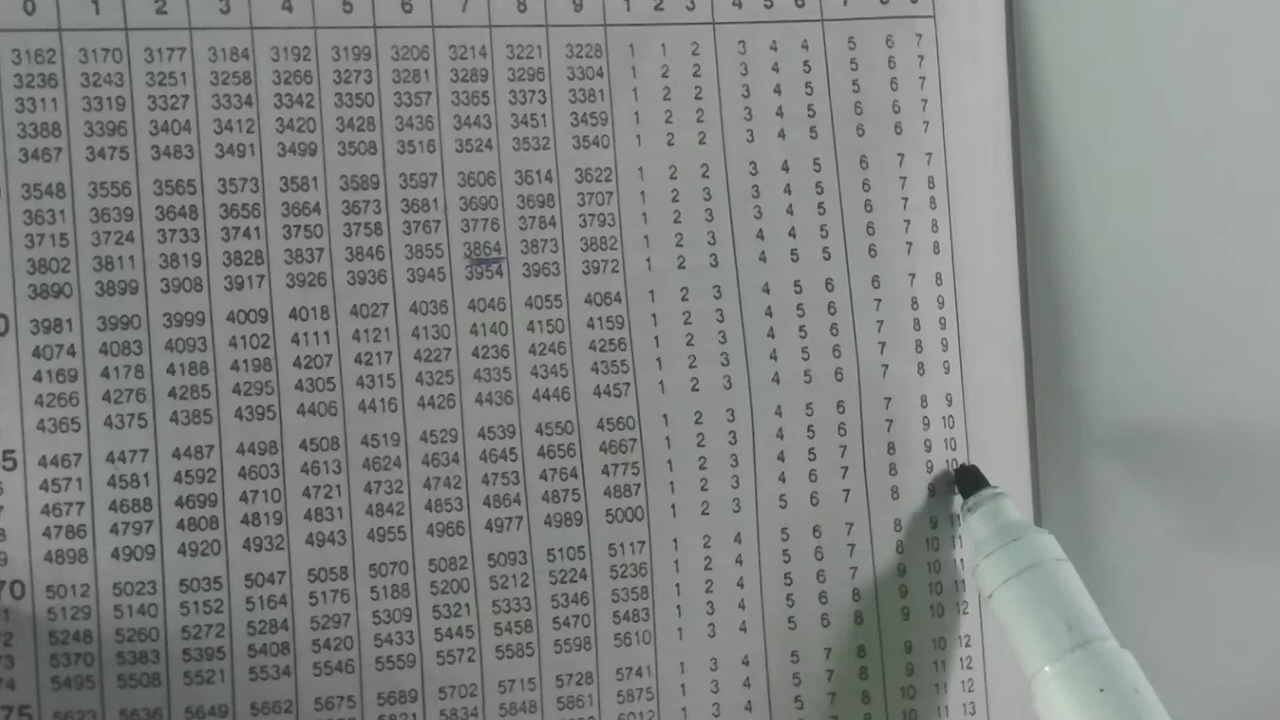 0 1 2 3 4 5 6 7 8 9 1 2 3 4 5 6
3162 3170 3177 3184 3192 3199 3206 3214 3221 3228 1 1 2 3 4 4 5 6 7
3236 3243 3251 3258 3266 3273 3281 3289 3296 3304 1 2 2 3 4 5 5 6 7
3311 3319 3327 3334 3342 3350 3357 3365 3373 3381 1 2 2 3 4 5 5 6 7
3388 3396 3404 3412 3420 3428 3436 3443 3451 3459 1 2 2 3 4 5 6 6 7
3467 3475 3483 3491 3499 3508 3516 3524 3532 3540 1 2 2 3 4 5 6 6 7
3548 3556 3565 3573 3581 3589 3597 3606 3614 3622 1 2 2 3 4 5 6 7 7
3631 3639 3648 3656 3664 3673 3681 3690 3698 3707 1 2 3 3 4 5 6 7 8
3715 3724 3733 3741 3750 3758 3767 3776 3784 3793 1 2 3 3 4 5 6 7 8
3802 3811 3819 3828 3837 3846 3855 3864 3873 3882 1 2 3 4 4 5 6 7 8
3890 3899 3908 3917 3926 3936 3945 3954 3963 3972 1 2 3 4 5 5 6 7 8
0 3981 3990 3999 4009 4018 4027 4036 4046 4055 4064 1 2 3 4 5 6 6 7 8
4074 4083 4093 4102 4111 4121 4130 4140 4150 4159 1 2 3 4 5 6 7 8 9
4169 4178 4188 4198 4207 4217 4227 4236 4246 4256 1 2 3 4 5 6 7 8 9
4266 4276 4285 4295 4305 4315 4325 4335 4345 4355 1 2 3 4 5 6 7 8 9
4365 4375 4385 4395 4406 4416 4426 4436 4446 4457 1 2 3 4 5 6 7 8 9
5 4467 4477 4487 4498 4508 4519 4529 4539 4550 4560 1 2 3 4 5 6 7 8 9
4571 4581 4592 4603 4613 4624 4634 4645 4656 4667 1 2 3 4 5 6 7 9 10
4677 4688 4699 4710 4721 4732 4742 4753 4764 4775 1 2 3 4 5 7 8 9 10
4786 4797 4808 4819 4831 4842 4853 4864 4875 4887 1 2 3 4 6 7 8 9 10
9 4898 4909 4920 4932 4943 4955 4966 4977 4989 5000 1 2 3 5 6 7 8 9
70 5012 5023 5035 5047 5058 5070 5082 5093 5105 5117 1 2 4 5 6 7 8 9 11
1 5129 5140 5152 5164 5176 5188 5200 5212 5224 5236 1 2 4 5 6 7 8 10 11
2 5248 5260 5272 5284 5297 5309 5321 5333 5346 5358 1 2 4 5 6 7 9 10 11
3 5370 5383 5395 5408 5420 5433 5445 5458 5470 5483 1 3 4 5 6 8 9 10 11
4 5495 5508 5521 5534 5546 5559 5572 5585 5598 5610 1 3 4 5 6 8 9 10 12
75 5623 5636 5649 5662 5675 5689 5702 5715 5728 5741 1 3 4 5 7 8 9 10 12
5821 5834 5848 5861 5875 1 3 4 5 7 8 9 11 12
6012 1 3 4 5 7 8 10 11 12
10 11 13